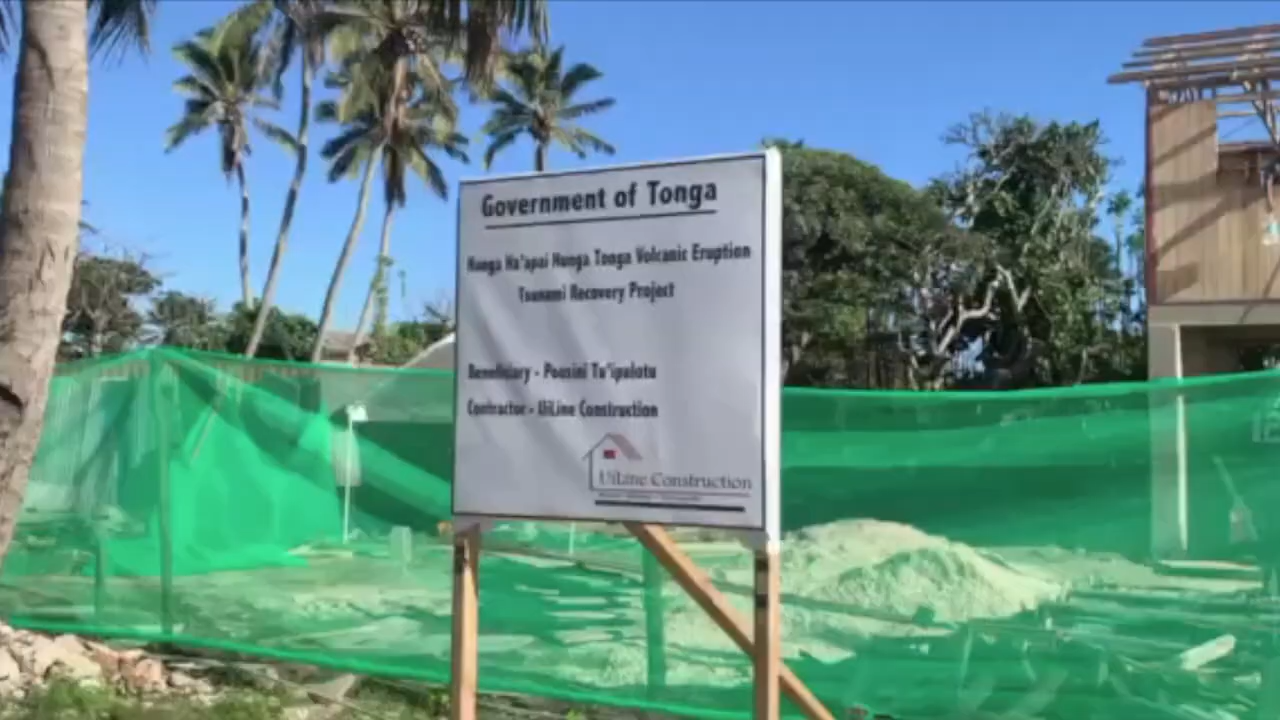 Government of Tonga
Hunga Ha'apai Hunga Tonga Volcanic Eruption
Tsunami Recovery Project
Beneficiary - Poasini Tu'ipulotu
Contractor - UiLine Construction
UiLine Construction